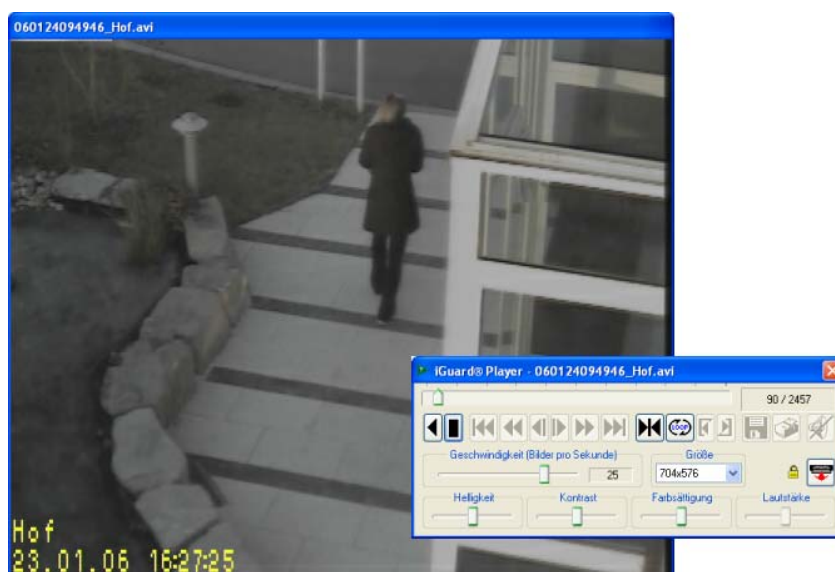 060124094946_Hof.avi
Hof
23.01.06 16:27:25
iGuard® Player - 060124094946_Hof.avi
90 / 2457
LOOP
Geschwindigkeit (Bilder pro Sekunde)
25
Größe
704x576
Helligkeit
Kontrast
Farbsättigung
Lautstärke